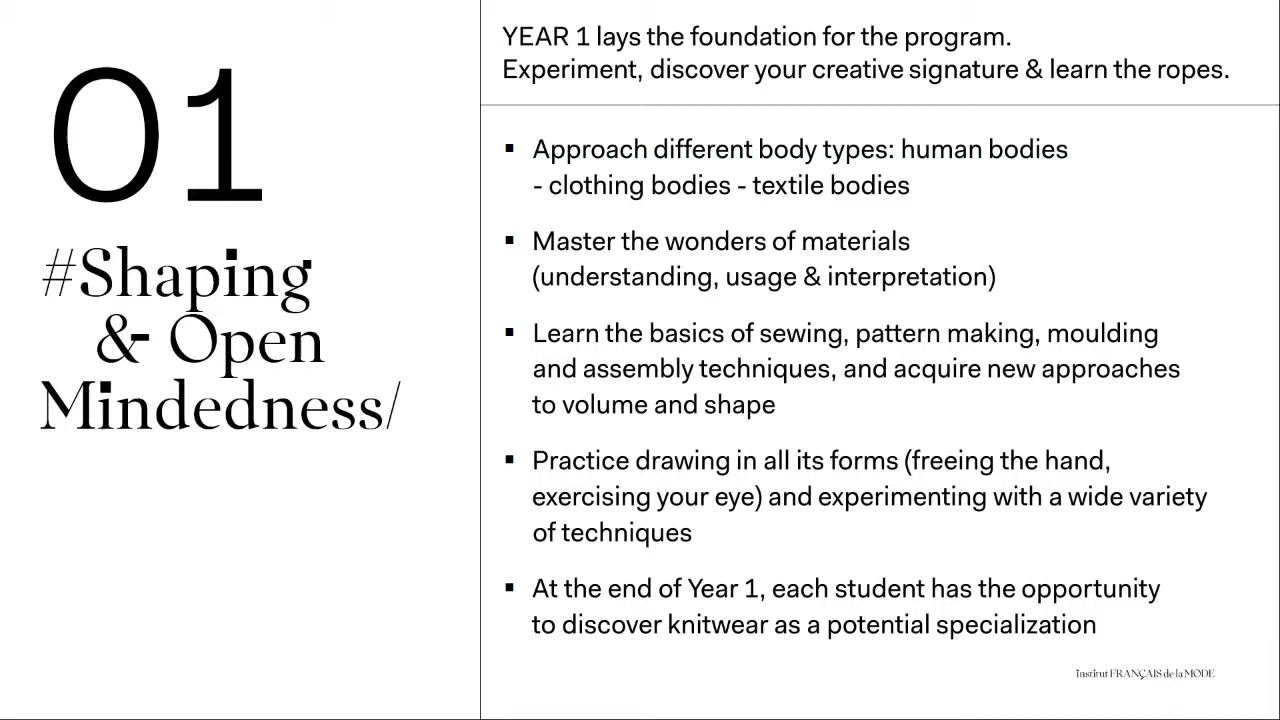 01
#Shaping
& Open
Mindedness/
YEAR 1 lays the foundation for the program.
Experiment, discover your creative signature & learn the ropes.
▪ Approach different body types: human bodies
- clothing bodies - textile bodies
▪ Master the wonders of materials
(understanding, usage & interpretation)
▪ Learn the basics of sewing, pattern making, moulding
and assembly techniques, and acquire new approaches
to volume and shape
▪ Practice drawing in all its forms (freeing the hand,
exercising your eye) and experimenting with a wide variety
of techniques
▪ At the end of Year 1, each student has the opportunity
to discover knitwear as a potential specialization
Institut FRANÇAIS de la MODE